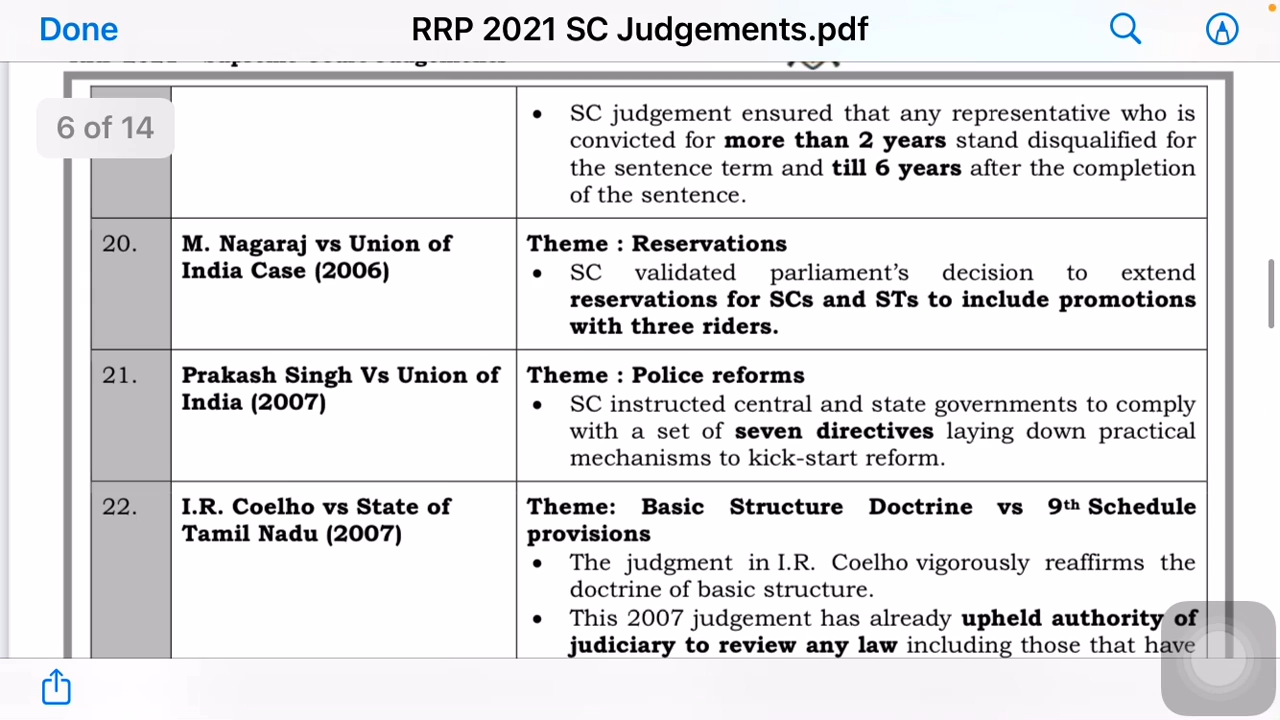 Done
RRP 2021 SC Judgements.pdf
6 of 14
• SC judgement ensured that any representative who is
convicted for more than 2 years stand disqualified for
the sentence term and till 6 years after the completion
of the sentence.
20.
M. Nagaraj vs Union of
India Case (2006)
Theme : Reservations
• SC validated parliament’s decision to extend
reservations for SCs and STs to include promotions
with three riders.
21.
Prakash Singh Vs Union of
India (2007)
Theme : Police reforms
• SC instructed central and state governments to comply
with a set of seven directives laying down practical
mechanisms to kick-start reform.
22.
I.R. Coelho vs State of
Tamil Nadu (2007)
Theme: Basic Structure Doctrine vs 9th Schedule
provisions
• The judgment in I.R. Coelho vigorously reaffirms the
doctrine of basic structure.
• This 2007 judgement has already upheld authority of
judiciary to review any law including those that have